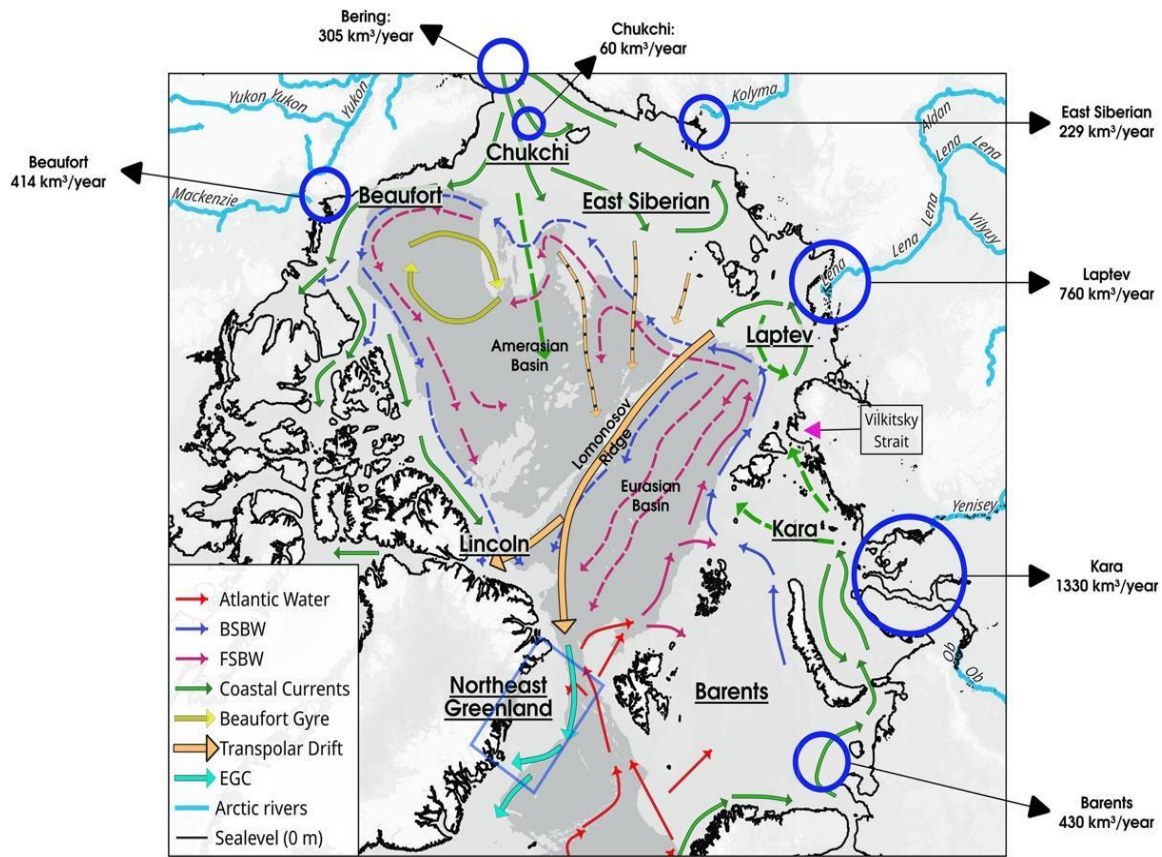 Bering:
305 km³/year
Chukchi:
60 km³/year
East Siberian
229 km³/year
Beaufort
414 km³/year
Laptev
760 km³/year
Kara
1330 km³/year
Barents
430 km³/year
Yukon
Yukon
Yukon
Kolyma
Aldan
Lena
Lena
Lena
Lena
Lena
Vilyuy
Mackenzie
Chukchi
Beaufort
East Siberian
Laptev
Amerasian
Basin
Lomonosov
Ridge
Vilkitsky
Strait
Eurasian
Basin
Yenisey
Kara
Lincoln
Ob
Ob
Northeast
Greenland
Barents
Atlantic Water
BSBW
FSBW
Coastal Currents
Beaufort Gyre
Transpolar Drift
EGC
Arctic rivers
Sealevel (0 m)